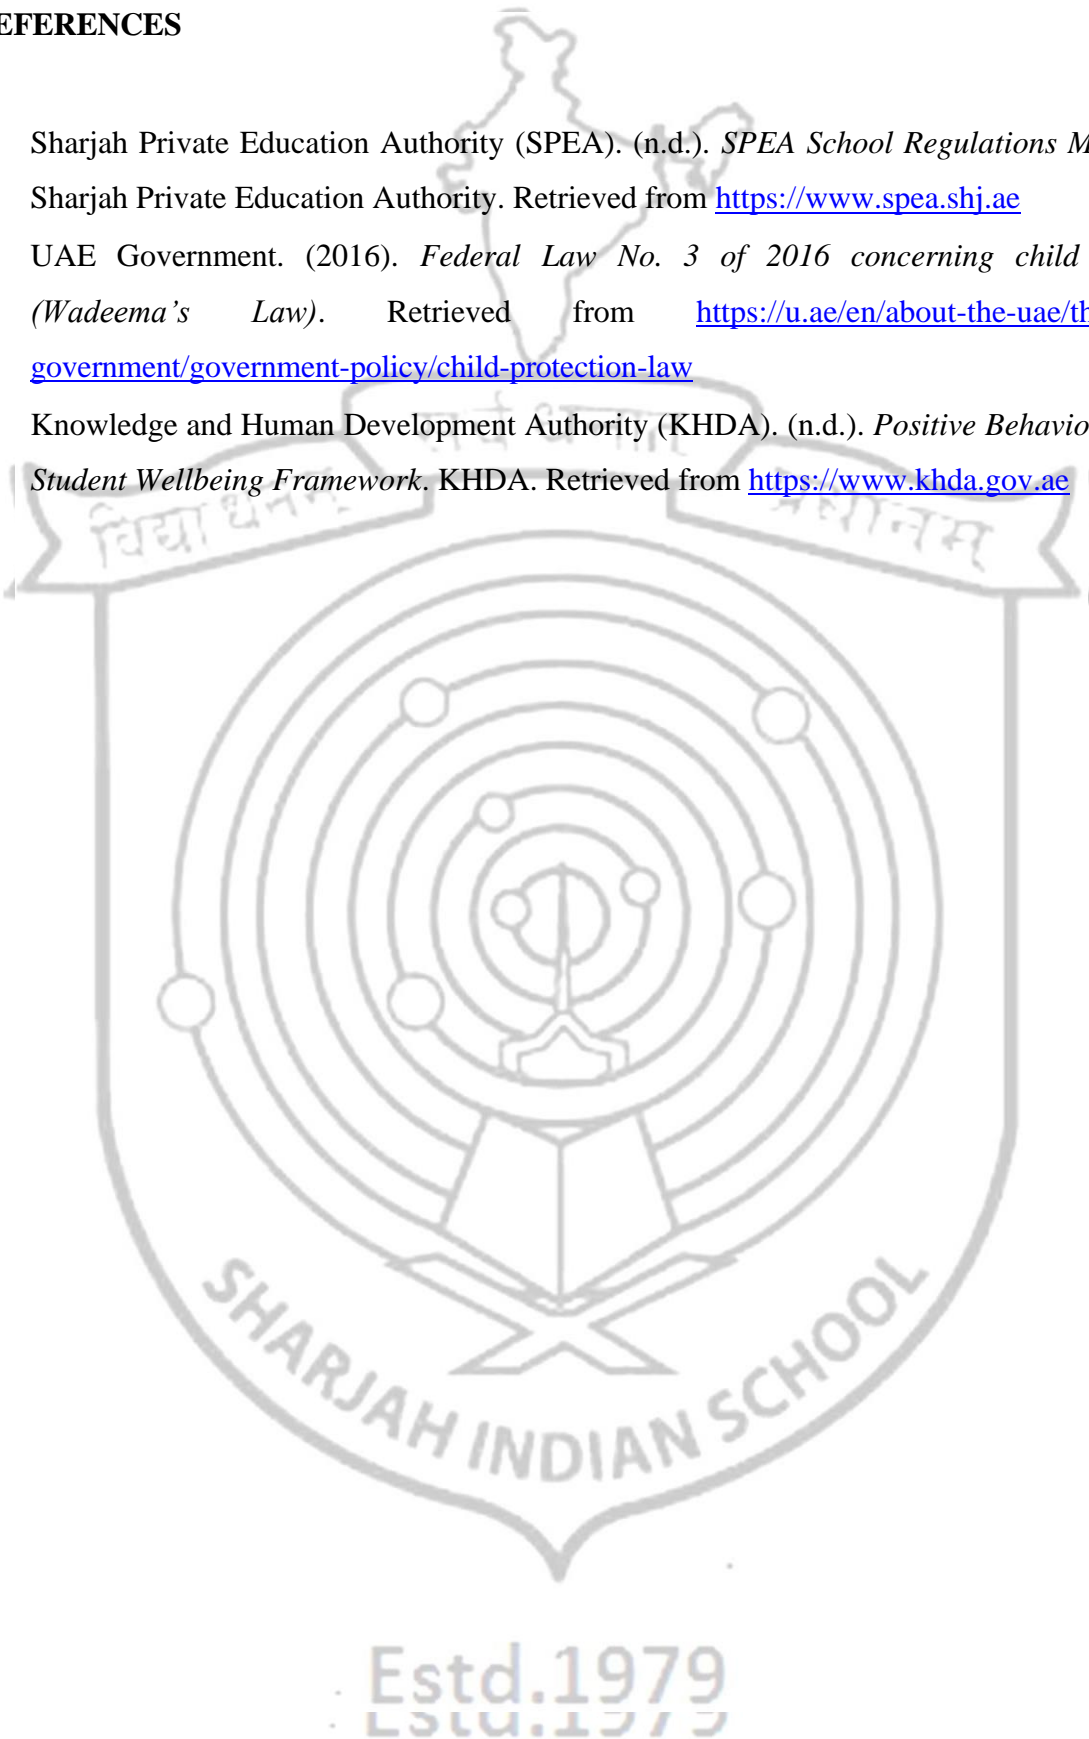 EFERENCES
Sharjah Private Education Authority (SPEA). (n.d.). SPEA School Regulations M
Sharjah Private Education Authority. Retrieved from https://www.spea.shj.ae
UAE Government. (2016). Federal Law No. 3 of 2016 concerning child
(Wadeema’s Law). Retrieved from https://u.ae/en/about-the-uae/th
government/government-policy/child-protection-law
Knowledge and Human Development Authority (KHDA). (n.d.). Positive Behavio
Student Wellbeing Framework. KHDA. Retrieved from https://www.khda.gov.ae
विद्या
SHARJAH INDIAN SCHOOL
Estd.1979